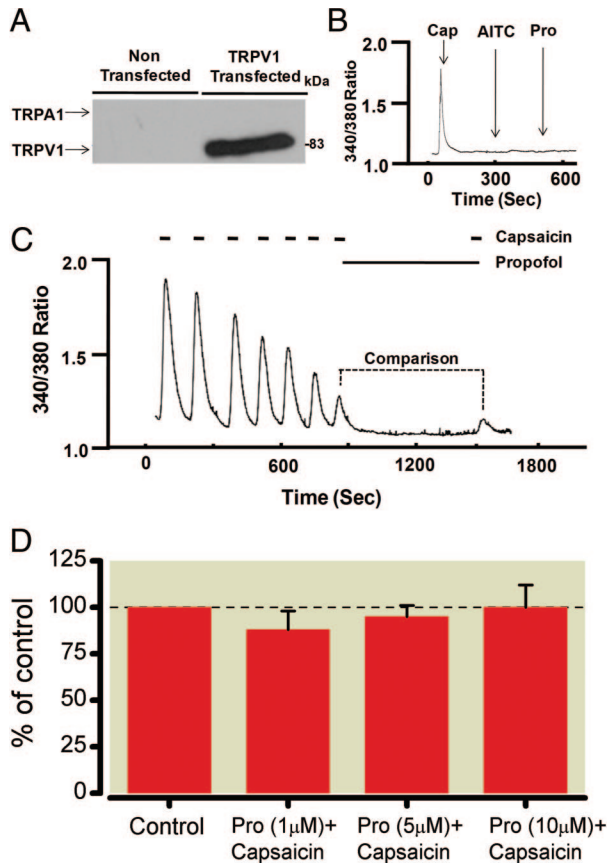 A
Non
Transfected
TRPV1
Transfected
kDa
TRPA1
TRPV1
-83
B
Cap AITC Pro
340/380 Ratio
2.0
1.5
1.0
0 300 600
Time (Sec)
C
Capsaicin
Propofol
340/380 Ratio
2.0
1.5
1.0
Comparison
0 600 1200 1800
Time (Sec)
D
% of control
125
100
75
50
25
0
Control
Pro (1μM)+
Capsaicin
Pro (5μM)+
Capsaicin
Pro (10μM)+
Capsaicin